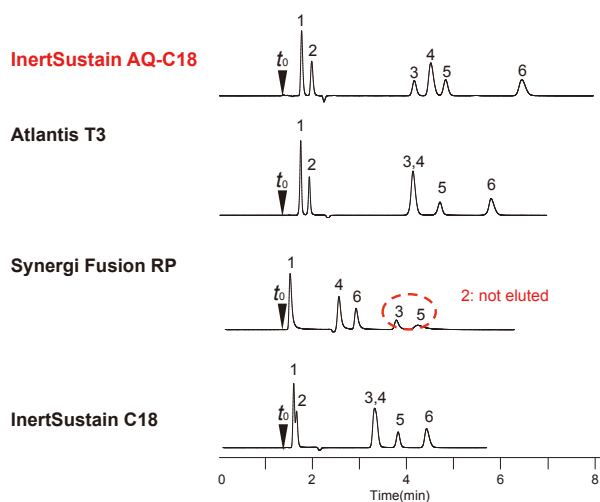 1
2
3
4
5
6
InertSustain AQ-C18
t0
Atlantis T3
1
2
t0
3,4
5
6
Synergi Fusion RP
1
t0
4
6
3
5
2: not eluted
InertSustain C18
1
2
t0
3,4
5
6
0 2 4 6 8
Time(min)